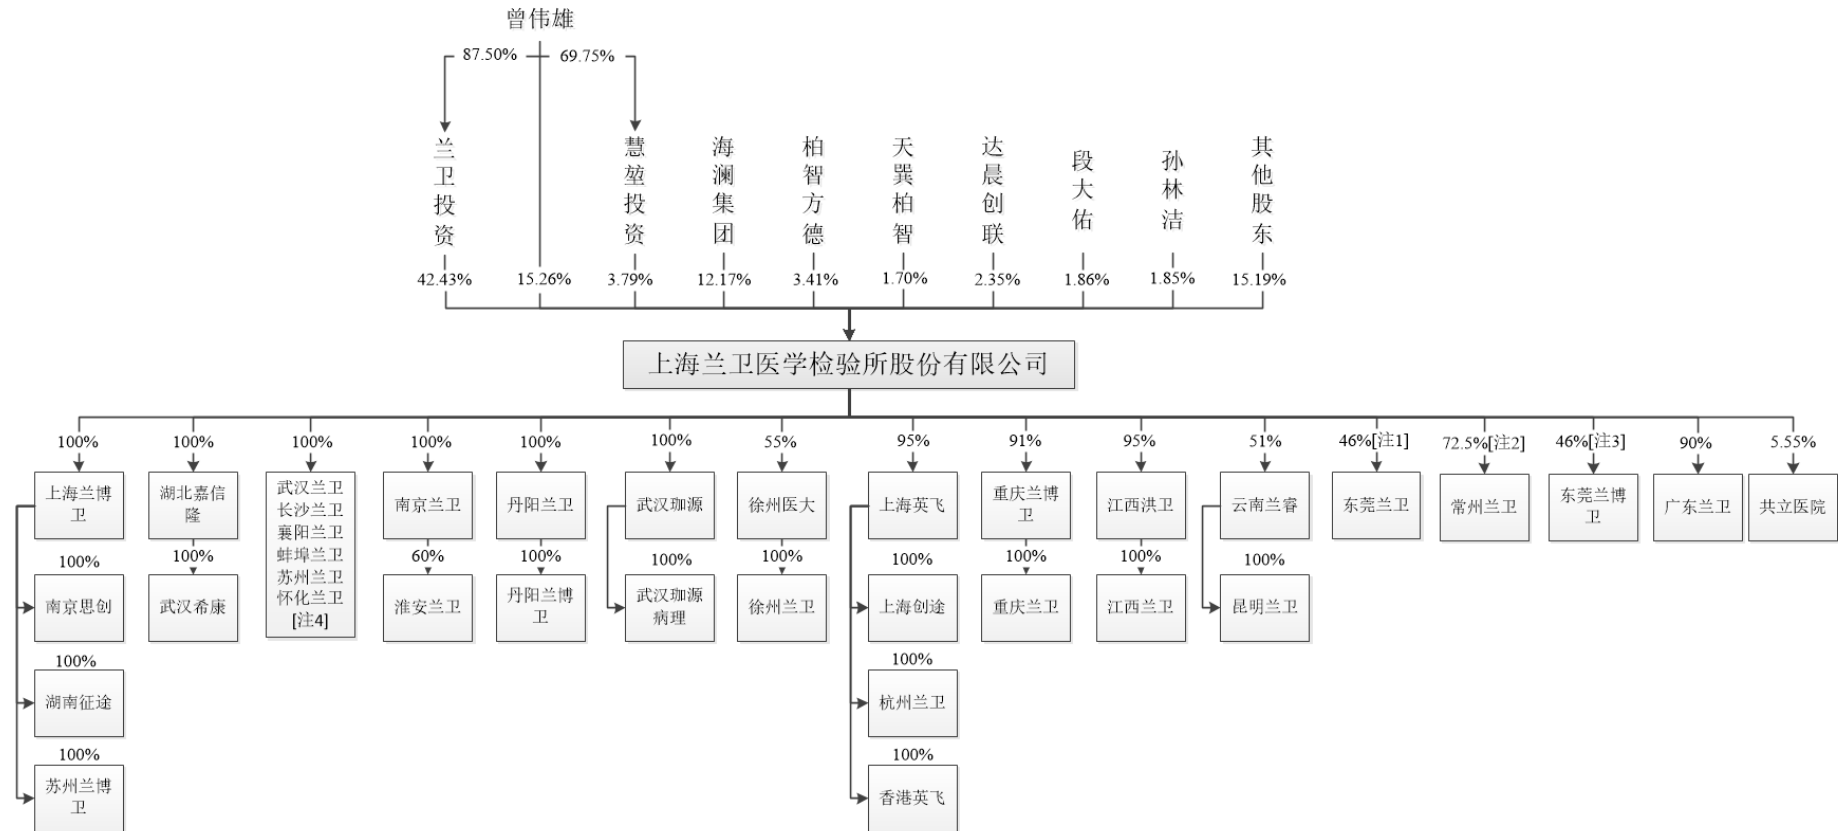 曾伟雄
87.50%
69.75%
兰卫投资
慧堃投资
海澜集团
柏智方德
天巽柏智
达晨创联
段大佑
孙林洁
其他股东
42.43%
15.26%
3.79%
12.17%
3.41%
1.70%
2.35%
1.86%
1.85%
15.19%
上海兰卫医学检验所股份有限公司
100%
100%
100%
100%
100%
100%
55%
95%
91%
95%
51%
46%[注1]
72.5%[注2]
46%[注3]
90%
5.55%
上海兰博
卫
湖北嘉信
隆
武汉兰卫
长沙兰卫
襄阳兰卫
蚌埠兰卫
苏州兰卫
怀化兰卫
[注4]
南京兰卫
丹阳兰卫
武汉珈源
徐州医大
上海英飞
重庆兰博
卫
江西洪卫
云南兰睿
东莞兰卫
常州兰卫
东莞兰博
卫
广东兰卫
共立医院
100%
100%
60%
100%
100%
100%
100%
100%
100%
100%
南京思创
武汉希康
淮安兰卫
丹阳兰博
卫
武汉珈源
病理
徐州兰卫
上海创途
重庆兰卫
江西兰卫
昆明兰卫
100%
100%
湖南征途
杭州兰卫
100%
100%
苏州兰博
卫
香港英飞